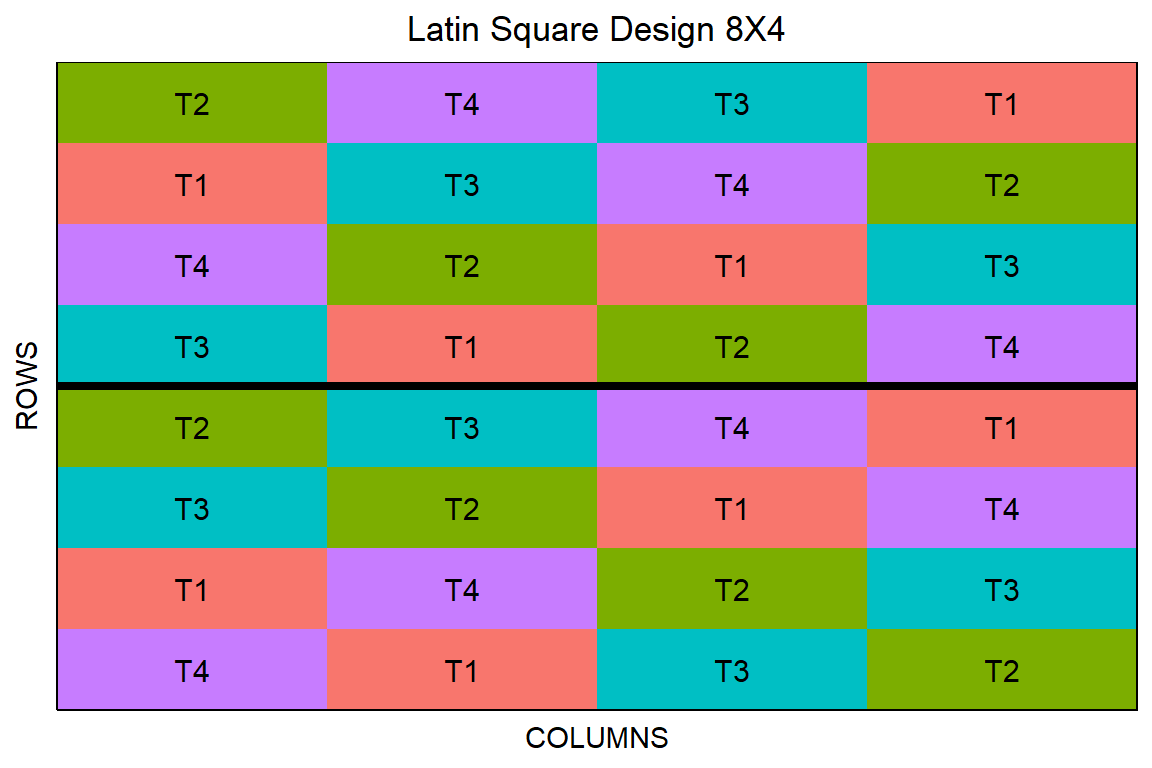 Latin Square Design 8X4
T2 T4 T3 T1
T1 T3 T4 T2
T4 T2 T1 T3
T3 T1 T2 T4
T2 T3 T4 T1
T3 T2 T1 T4
T1 T4 T2 T3
T4 T1 T3 T2
ROWS
COLUMNS